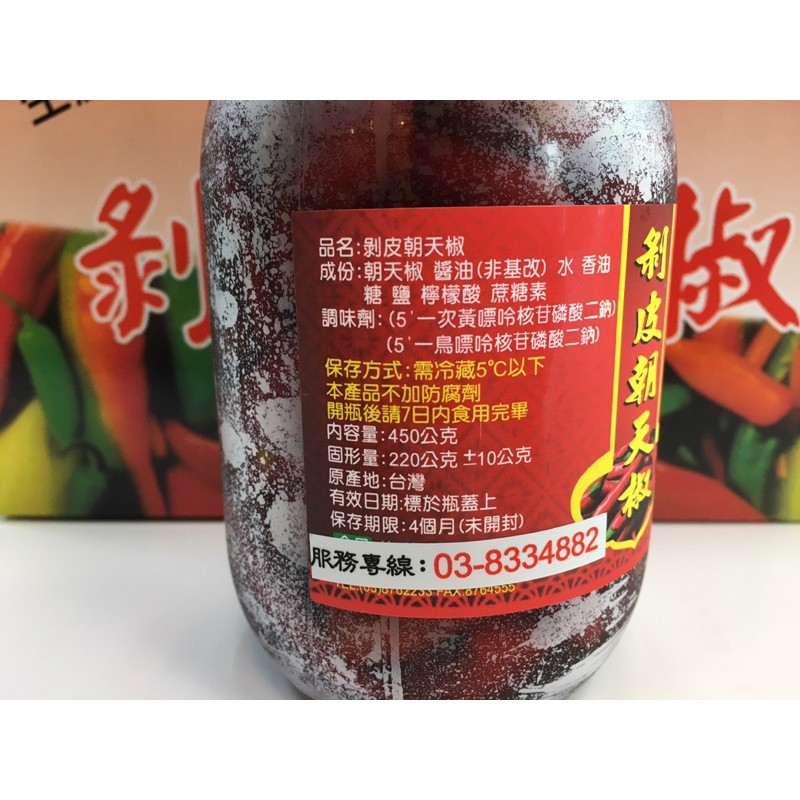 剝
椒
品名:剝皮朝天椒
成份:朝天椒 醬油(非基改) 水 香油
糖 鹽 檸檬酸 蔗糖素
調味劑:(5'一次黃嘌呤核苷磷酸二鈉)
(5'一鳥嘌呤核苷磷酸二鈉)
保存方式:需冷藏5℃以下
本產品不加防腐劑
開瓶後請7日內食用完畢
內容量:450公克
固形量:220公克±10公克
原產地:台灣
有效日期:標於瓶蓋上
保存期限:4個月(未開封)
服務專線:03-8334882
TEL:(03)8762233 FAX:8764555
剝皮朝天椒